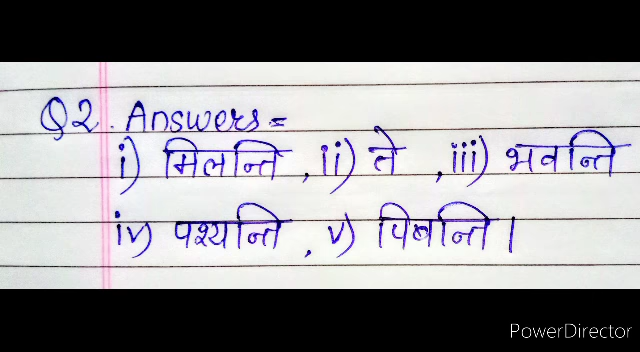 Q2. Answers =
i) मिलन्ति , ii) ते , iii) भवन्ति
iv) पश्यन्ति , v) पिबन्ति ।
PowerDirector